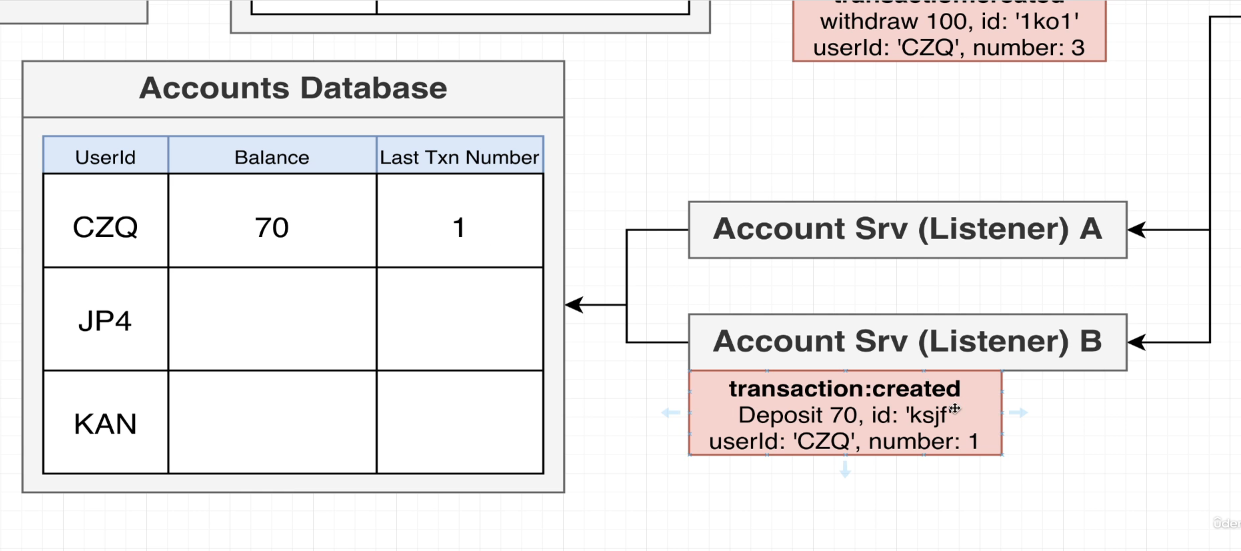 withdraw 100, id: '1ko1'
userId: 'CZQ', number: 3
Accounts Database
UserId Balance Last Txn Number
CZQ 70 1
JP4
KAN
Account Srv (Listener) A
Account Srv (Listener) B
transaction:created
Deposit 70, id: 'ksjf'
userId: 'CZQ', number: 1